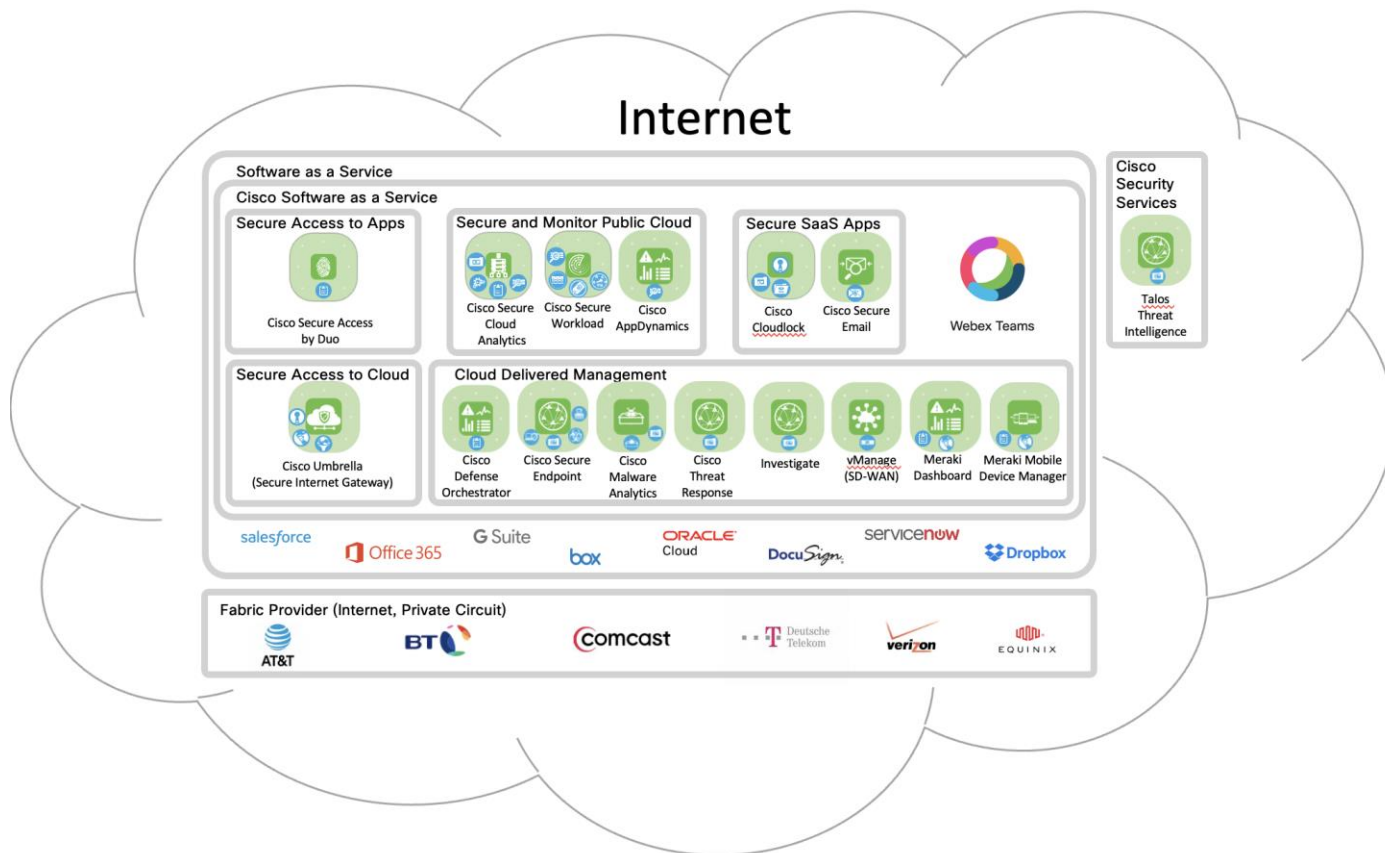 Internet
Software as a Service
Cisco Software as a Service
Secure Access to Apps
Cisco Secure Access
by Duo
Secure and Monitor Public Cloud
Cisco Secure
Cloud
Analytics
Cisco Secure
Workload
Cisco
AppDynamics
Secure SaaS Apps
Cisco
Cloudlock
Cisco Secure
Email
Webex Teams
Cisco
Security
Services
Talos
Threat
Intelligence
Secure Access to Cloud
Cisco Umbrella
(Secure Internet Gateway)
Cloud Delivered Management
Cisco
Defense
Orchestrator
Cisco Secure
Endpoint
Cisco
Malware
Analytics
Cisco
Threat
Response
Investigate
vManage
(SD-WAN)
Meraki
Dashboard
Meraki Mobile
Device Manager
salesforce
Office 365
G Suite
box
ORACLE
Cloud
DocuSign
servicenow
Dropbox
Fabric Provider (Internet, Private Circuit)
AT&T
BT
comcast
T Deutsche
Telekom
verizon
EQUINIX